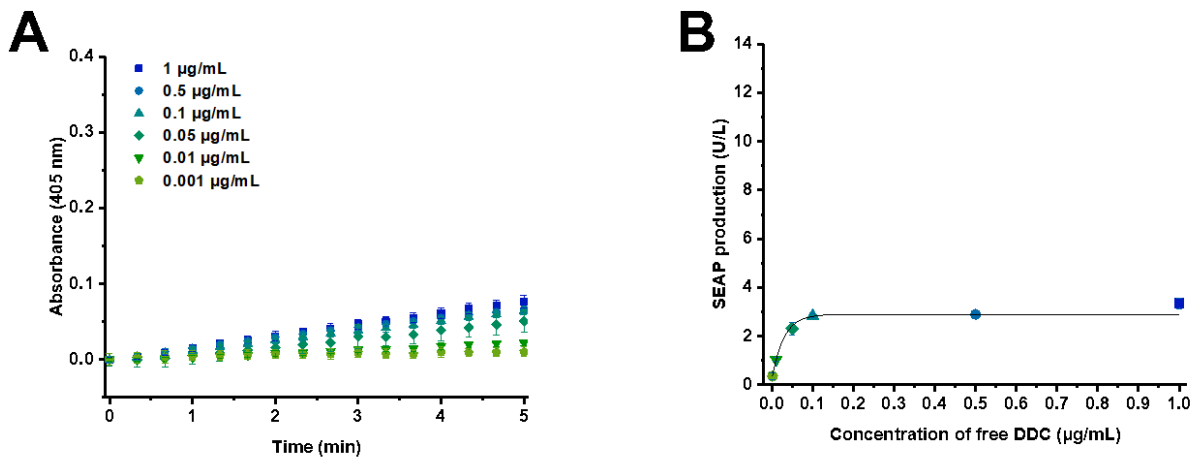 A
Absorbance (405 nm)
0.4
0.3
0.2
0.1
0.0
1 µg/mL
0.5 µg/mL
0.1 µg/mL
0.05 µg/mL
0.01 µg/mL
0.001 µg/mL
0 1 2 3 4 5
Time (min)
B
SEAP production (U/L)
14
12
10
8
6
4
2
0
0.0 0.1 0.2 0.3 0.4 0.5 0.6 0.7 0.8 0.9 1.0
Concentration of free DDC (µg/mL)